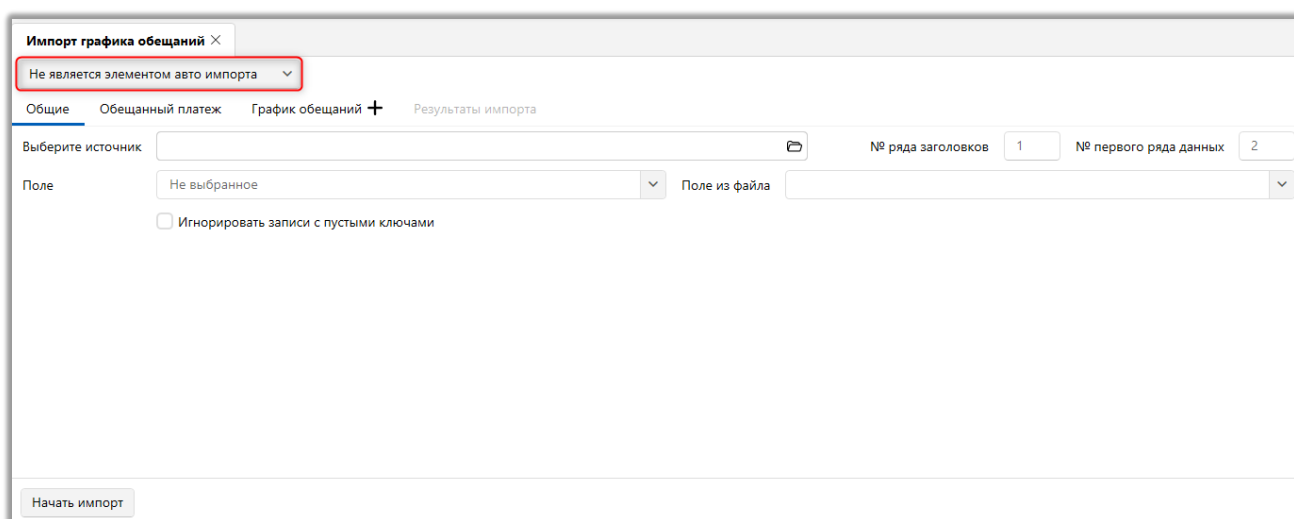 Импорт графика обещаний
Не является элементом авто импорта
Общие Обещанный платеж График обещаний Результаты импорта
Выберите источник № ряда заголовков 1 № первого ряда данных 2
Поле Не выбранное Поле из файла
Игнорировать записи с пустыми ключами
Начать импорт